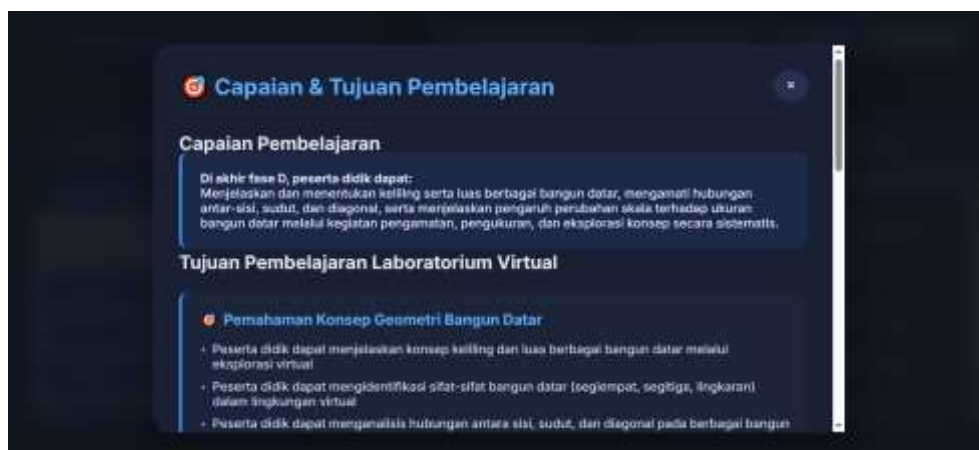 Capaian & Tujuan Pembelajaran
Capaian Pembelajaran
Di akhir fase D, peserta didik dapat:
Menjelaskan dan menentukan keliling serta luas berbagai bangun datar, mengamati hubungan
antar-sisi, sudut, dan diagonal, serta menjelaskan pengaruh perubahan skala terhadap ukuran
bangun datar melalui kegiatan pengamatan, pengukuran, dan eksplorasi konsep secara sistematis.
Tujuan Pembelajaran Laboratorium Virtual
Pemahaman Konsep Geometri Bangun Datar
• Peserta didik dapat menjelaskan konsep keliling dan luas berbagai bangun datar melalui
eksplorasi virtual
• Peserta didik dapat mengidentifikasi sifat-sifat bangun datar (segiempat, segitiga, lingkaran)
dalam lingkungan virtual
• Peserta didik dapat menganalisis hubungan antara sisi, sudut, dan diagonal pada berbagai bangun